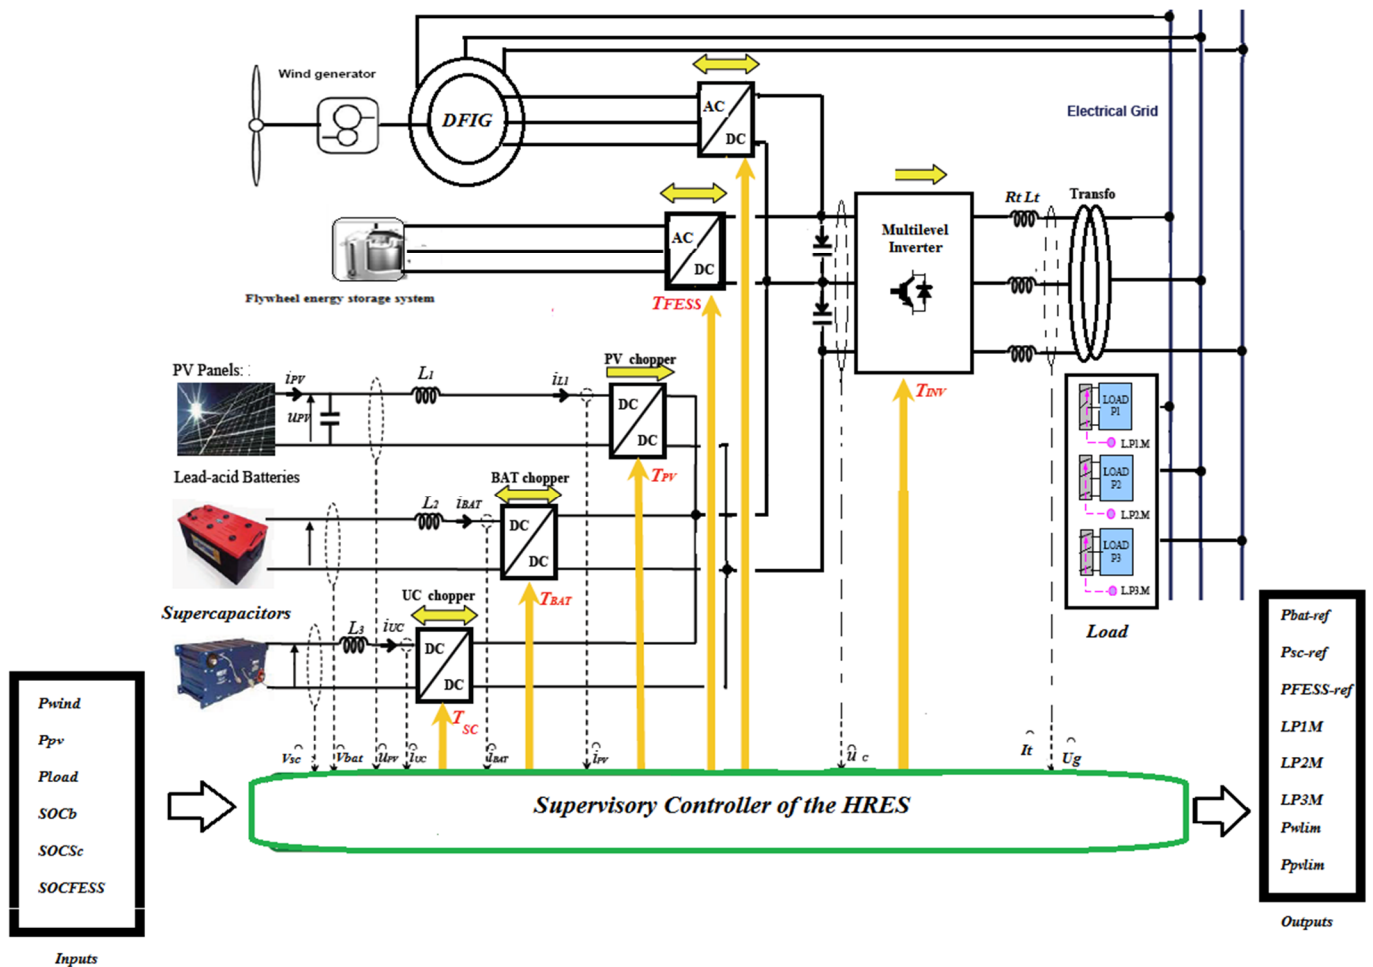 Wind generator
DFIG
AC
DC
Electrical Grid
AC
DC
TFESS
Flywheel energy storage system
Multilevel
Inverter
Rt Lt
Transfo
TINV
PV Panels: :
iPV
uPV
L1
iL1
PV chopper
DC
DC
TPV
Lead-acid Batteries
L2
iBAT
BAT chopper
DC
DC
TBAT
Supercapacitors
L3
iUC
UC chopper
DC
DC
TSC
LOAD
P1
L.P1.M
LOAD
P2
L.P2.M
LOAD
P3
L.P3.M
Load
Vsc
Vbat
uPV
iUC
iBAT
iPV
u c
It
Ug
Supervisory Controller of the HRES
Pwind
Ppv
Pload
SOCb
SOCSc
SOCFESS
Inputs
Pbat-ref
Psc-ref
PFESS-ref
LP1M
LP2M
LP3M
Pwlim
Ppvlim
Outputs